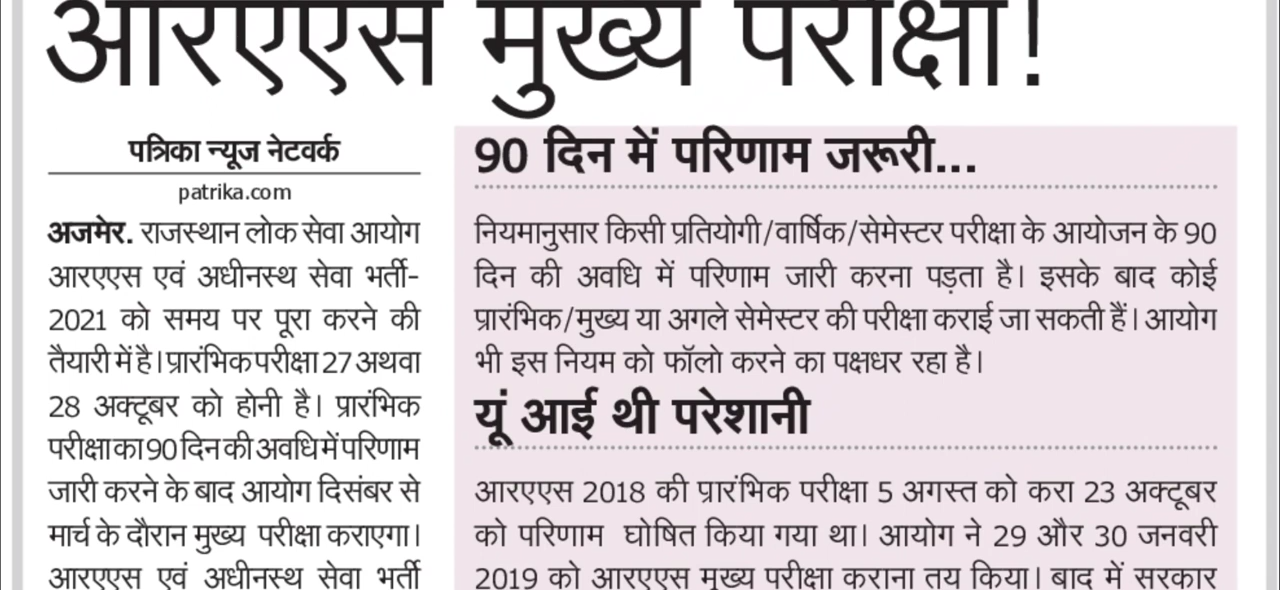 आरएएस मुख्य परीक्षा!
पत्रिका न्यूज नेटवर्क
patrika.com
अजमेर. राजस्थान लोक सेवा आयोग
आरएएस एवं अधीनस्थ सेवा भर्ती-
2021 को समय पर पूरा करने की
तैयारी में है। प्रारंभिक परीक्षा 27 अथवा
28 अक्टूबर को होनी है। प्रारंभिक
परीक्षा का 90 दिन की अवधि में परिणाम
जारी करने के बाद आयोग दिसंबर से
मार्च के दौरान मुख्य परीक्षा कराएगा।
आरएएस एवं अधीनस्थ सेवा भर्ती
90 दिन में परिणाम जरूरी...
नियमानुसार किसी प्रतियोगी/वार्षिक/सेमेस्टर परीक्षा के आयोजन के 90
दिन की अवधि में परिणाम जारी करना पड़ता है। इसके बाद कोई
प्रारंभिक/मुख्य या अगले सेमेस्टर की परीक्षा कराई जा सकती हैं। आयोग
भी इस नियम को फॉलो करने का पक्षधर रहा है।
यूं आई थी परेशानी
आरएएस 2018 की प्रारंभिक परीक्षा 5 अगस्त को करा 23 अक्टूबर
को परिणाम घोषित किया गया था। आयोग ने 29 और 30 जनवरी
2019 को आरएएस मुख्य परीक्षा कराना तय किया। बाद में सरकार